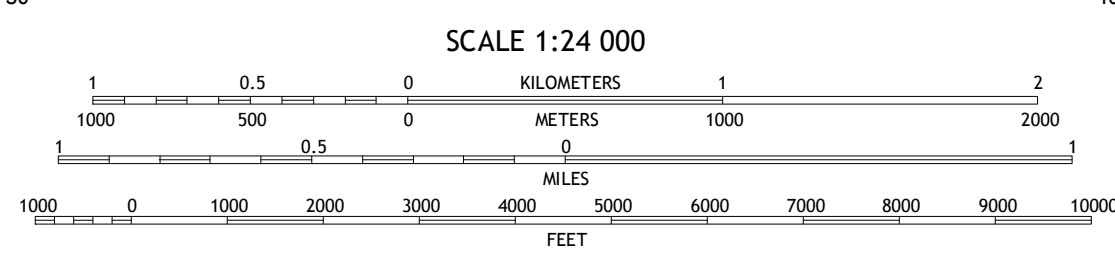 SCALE 1:24 000
1 0.5 0 KILOMETERS 1 2
1000 500 0 METERS 1000 2000
1 0.5 0 1
MILES
1000 0 1000 2000 3000 4000 5000 6000 7000 8000 9000 10000
FEET